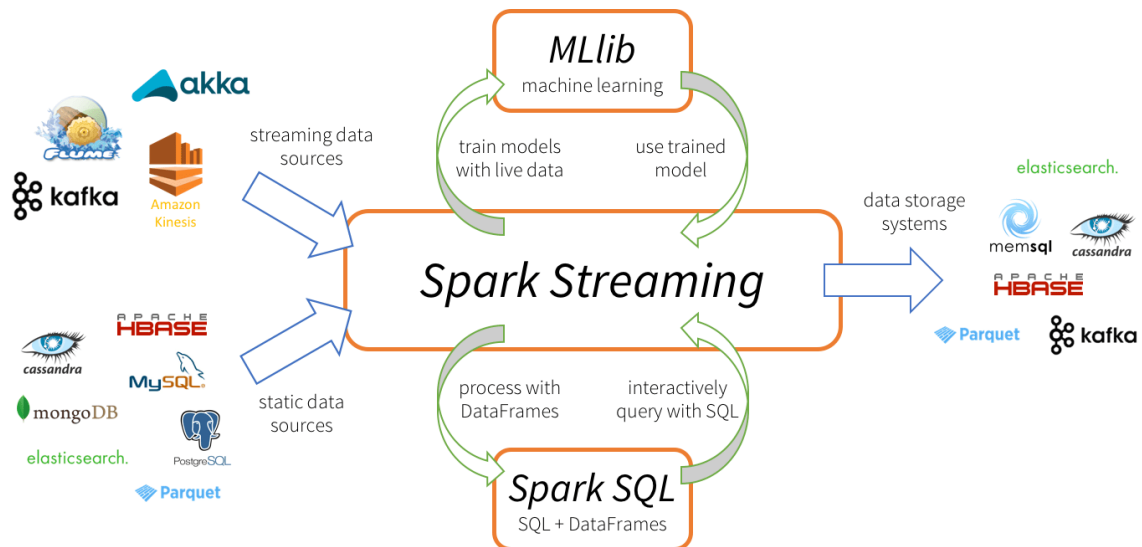 MLlib
machine learning
akka
FLUME
kafka
Amazon
Kinesis
streaming data
sources
train models
with live data
use trained
model
Spark Streaming
data storage
systems
elasticsearch.
memsql
cassandra
APACHE
HBASE
Parquet
kafka
APACHE
HBASE
cassandra
MySQL®
mongoDB
PostgreSQL
elasticsearch.
Parquet
static data
sources
process with
DataFrames
interactively
query with SQL
Spark SQL
SQL + DataFrames